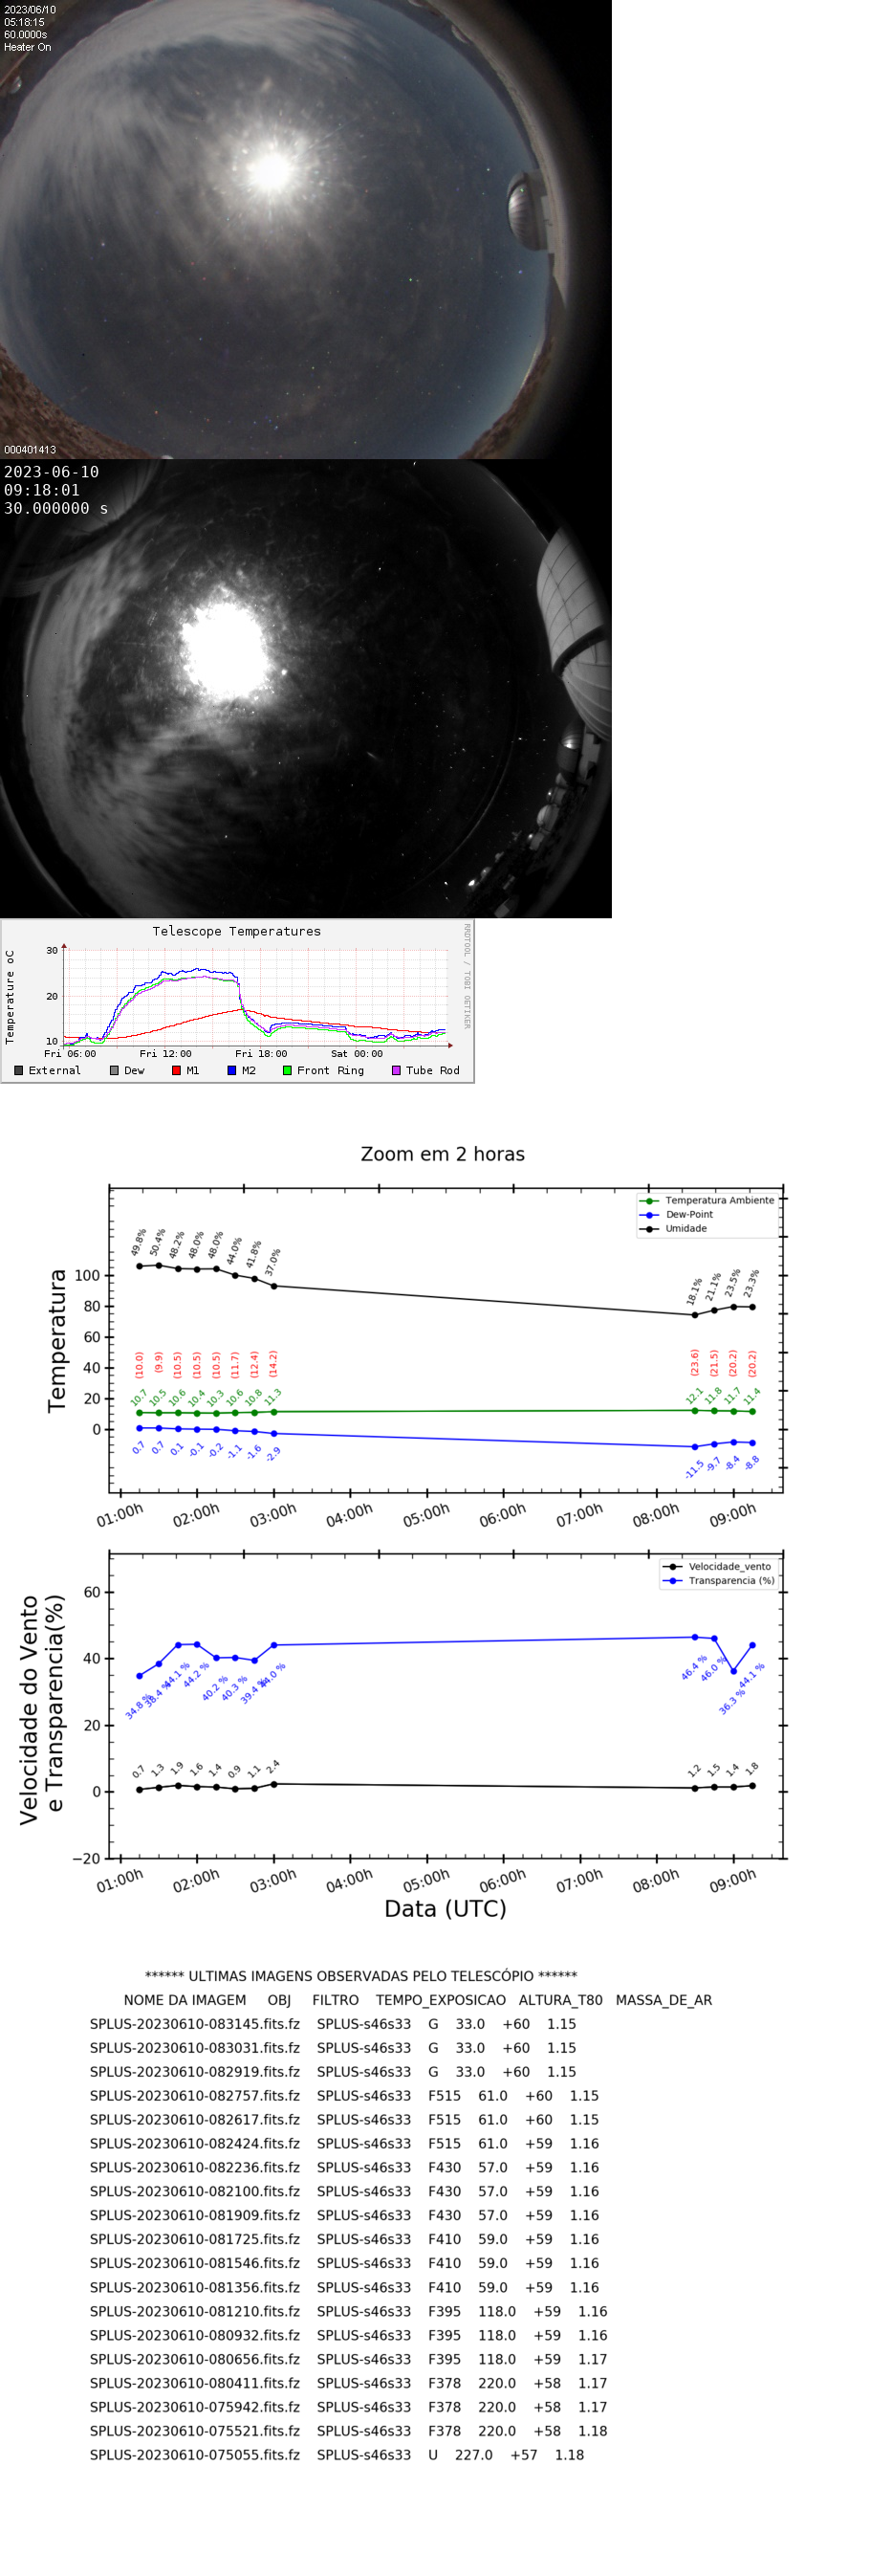 2023/06/10
05:18:15
60.0000s
Heater On
000401413
2023-06-10
09:18:01
30.000000 s
Telescope Temperatures
RRDTOOL / TOBI OETIKER
Temperature oC
30
20
10
Fri 06:00 Fri 12:00 Fri 18:00 Sat 00:00
External Dew M1 M2 Front Ring Tube Rod
Zoom em 2 horas
Temperatura Ambiente
Dew-Point
Umidade
Temperatura
100
80
60
40
20
0
49.8% 50.4% 48.2% 48.0% 48.0% 44.0% 41.8% 37.0% 18.1% 21.1% 23.5% 23.3%
(10.0) (9.9) (10.5) (10.5) (10.5) (11.7) (12.4) (14.2) (23.6) (21.5) (20.2) (20.2)
10.7 10.5 10.6 10.4 10.3 10.6 10.8 11.3 12.1 11.8 11.7 11.4
0.7 0.7 0.1 -0.1 -0.2 -1.1 -1.6 -2.9 -11.5 -9.7 -8.4 -8.8
01:00h 02:00h 03:00h 04:00h 05:00h 06:00h 07:00h 08:00h 09:00h
Velocidade_vento
Transparencia (%)
Velocidade do Vento
e Transparencia(%)
60
40
20
0
−20
34.8 % 38.4 % 44.1 % 44.2 % 40.2 % 40.3 % 39.4 % 44.0 % 46.4 % 46.0 % 36.3 % 44.1 %
0.7 1.3 1.9 1.6 1.4 0.9 1.1 2.4 1.2 1.5 1.4 1.8
01:00h 02:00h 03:00h 04:00h 05:00h 06:00h 07:00h 08:00h 09:00h
Data (UTC)
****** ULTIMAS IMAGENS OBSERVADAS PELO TELESCÓPIO ******
NOME DA IMAGEM OBJ FILTRO TEMPO_EXPOSICAO ALTURA_T80 MASSA_DE_AR
SPLUS-20230610-083145.fits.fz SPLUS-s46s33 G 33.0 +60 1.15
SPLUS-20230610-083031.fits.fz SPLUS-s46s33 G 33.0 +60 1.15
SPLUS-20230610-082919.fits.fz SPLUS-s46s33 G 33.0 +60 1.15
SPLUS-20230610-082757.fits.fz SPLUS-s46s33 F515 61.0 +60 1.15
SPLUS-20230610-082617.fits.fz SPLUS-s46s33 F515 61.0 +60 1.15
SPLUS-20230610-082424.fits.fz SPLUS-s46s33 F515 61.0 +59 1.16
SPLUS-20230610-082236.fits.fz SPLUS-s46s33 F430 57.0 +59 1.16
SPLUS-20230610-082100.fits.fz SPLUS-s46s33 F430 57.0 +59 1.16
SPLUS-20230610-081909.fits.fz SPLUS-s46s33 F430 57.0 +59 1.16
SPLUS-20230610-081725.fits.fz SPLUS-s46s33 F410 59.0 +59 1.16
SPLUS-20230610-081546.fits.fz SPLUS-s46s33 F410 59.0 +59 1.16
SPLUS-20230610-081356.fits.fz SPLUS-s46s33 F410 59.0 +59 1.16
SPLUS-20230610-081210.fits.fz SPLUS-s46s33 F395 118.0 +59 1.16
SPLUS-20230610-080932.fits.fz SPLUS-s46s33 F395 118.0 +59 1.16
SPLUS-20230610-080656.fits.fz SPLUS-s46s33 F395 118.0 +59 1.17
SPLUS-20230610-080411.fits.fz SPLUS-s46s33 F378 220.0 +58 1.17
SPLUS-20230610-075942.fits.fz SPLUS-s46s33 F378 220.0 +58 1.17
SPLUS-20230610-075521.fits.fz SPLUS-s46s33 F378 220.0 +58 1.18
SPLUS-20230610-075055.fits.fz SPLUS-s46s33 U 227.0 +57 1.18